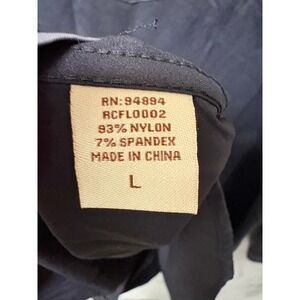 RN: 94894
RCFL0002
93% NYLON
7% SPANDEX
MADE IN CHINA
L